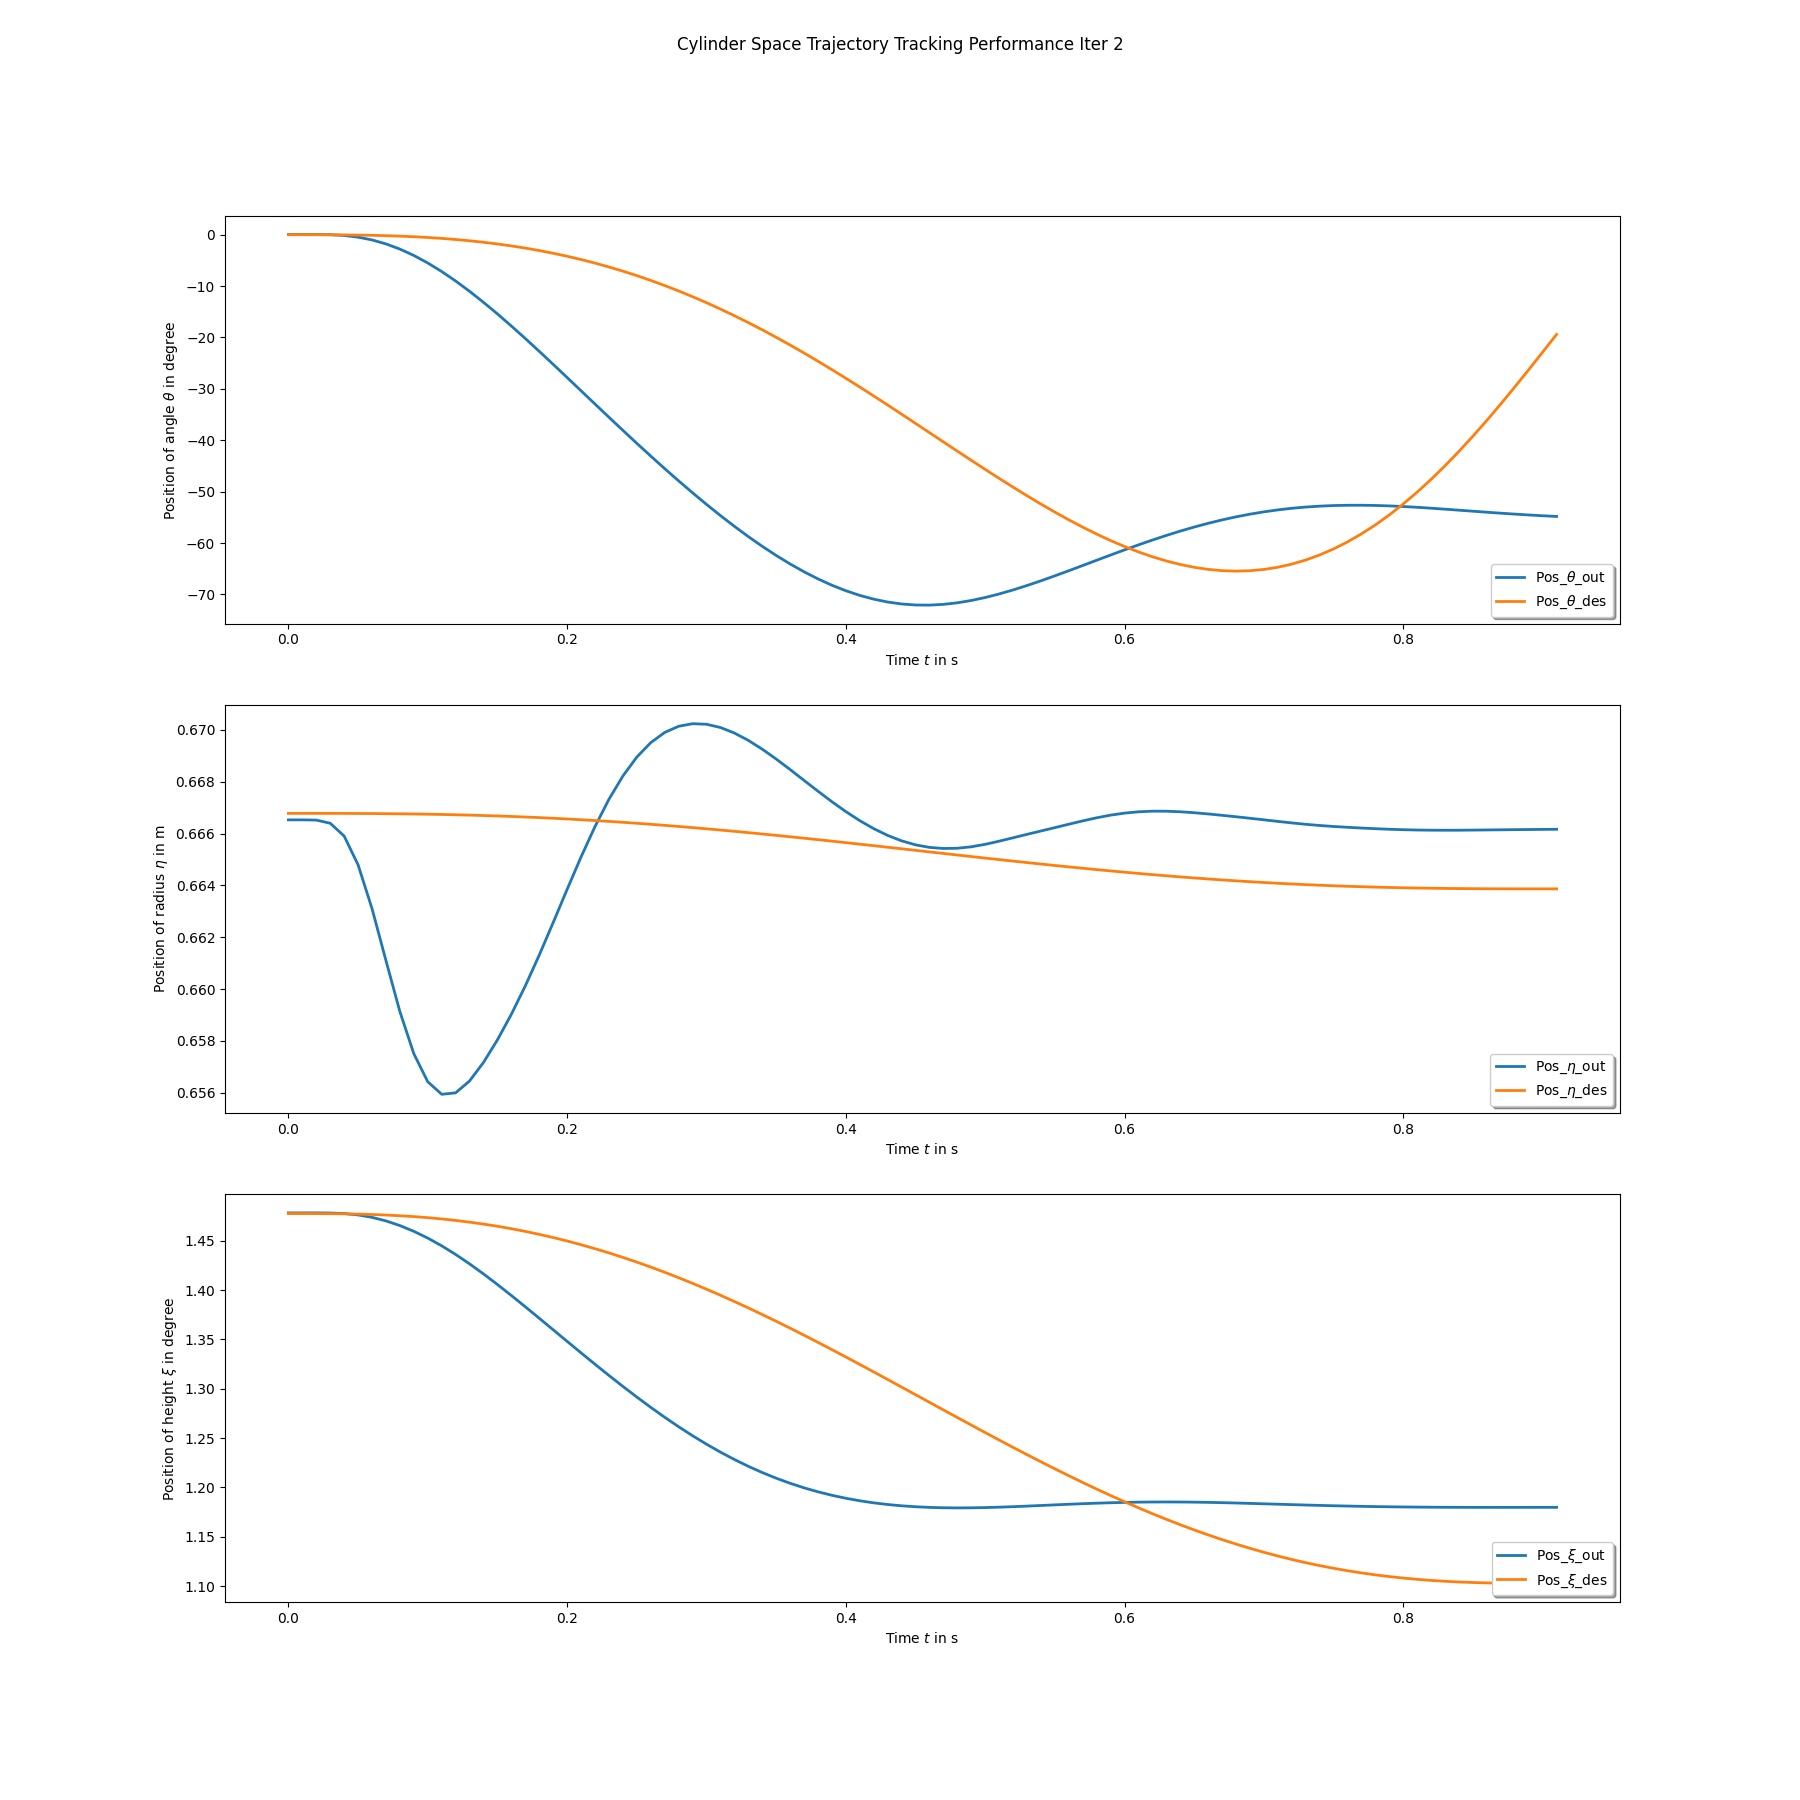 Cylinder Space Trajectory Tracking Performance Iter 2
0
−10
−20
−30
−40
−50
−60
−70
Position of angle θ in degree
Pos_θ_out
Pos_θ_des
0.0 0.2 0.4 0.6 0.8
Time t in s
0.670
0.668
0.666
0.664
0.662
0.660
0.658
0.656
Position of radius η in m
Pos_η_out
Pos_η_des
0.0 0.2 0.4 0.6 0.8
Time t in s
1.45
1.40
1.35
1.30
1.25
1.20
1.15
1.10
Position of height ξ in degree
Pos_ξ_out
Pos_ξ_des
0.0 0.2 0.4 0.6 0.8
Time t in s